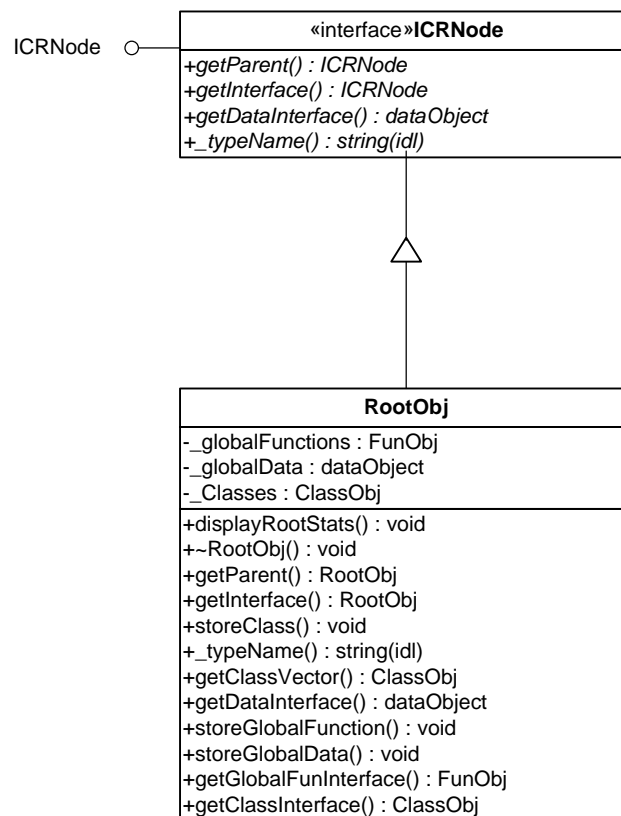 ICRNode
«interface»ICRNode
+getParent() : ICRNode
+getInterface() : ICRNode
+getDataInterface() : dataObject
+_typeName() : string(idl)
RootObj
-_globalFunctions : FunObj
-_globalData : dataObject
-_Classes : ClassObj
+displayRootStats() : void
+~RootObj() : void
+getParent() : RootObj
+getInterface() : RootObj
+storeClass() : void
+_typeName() : string(idl)
+getClassVector() : ClassObj
+getDataInterface() : dataObject
+storeGlobalFunction() : void
+storeGlobalData() : void
+getGlobalFunInterface() : FunObj
+getClassInterface() : ClassObj